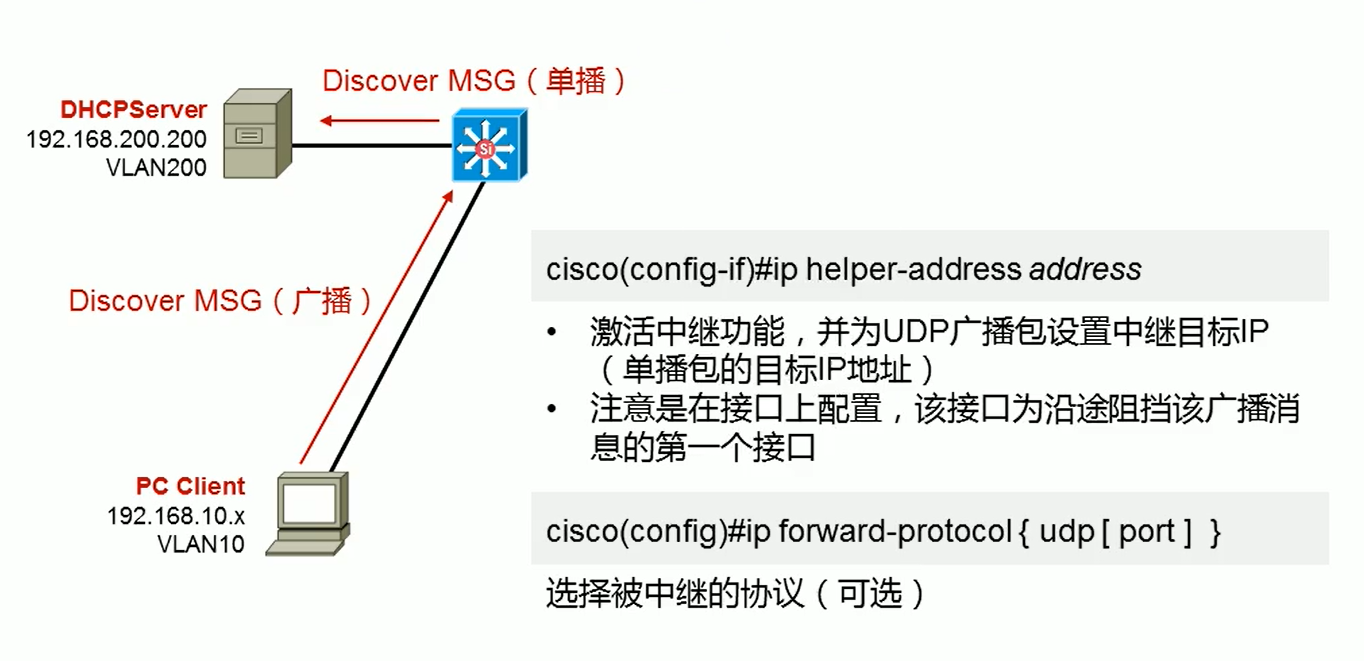 Discover MSG（单播）
DHCPServer
192.168.200.200
VLAN200
Si
Discover MSG（广播）
PC Client
192.168.10.x
VLAN10
cisco(config-if)#ip helper-address address
• 激活中继功能，并为UDP广播包设置中继目标IP
（单播包的目标IP地址）
• 注意是在接口上配置，该接口为沿途阻挡该广播消
息的第一个接口
cisco(config)#ip forward-protocol { udp [ port ] }
选择被中继的协议（可选）